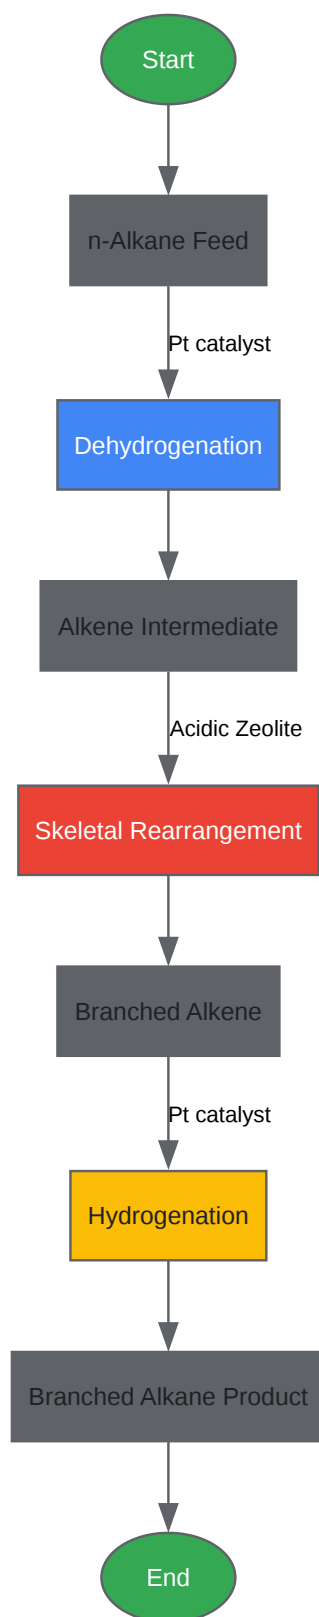 Start
n-Alkane Feed
Pt catalyst
Dehydrogenation
Alkene Intermediate
Acidic Zeolite
Skeletal Rearrangement
Branched Alkene
Pt catalyst
Hydrogenation
Branched Alkane Product
End